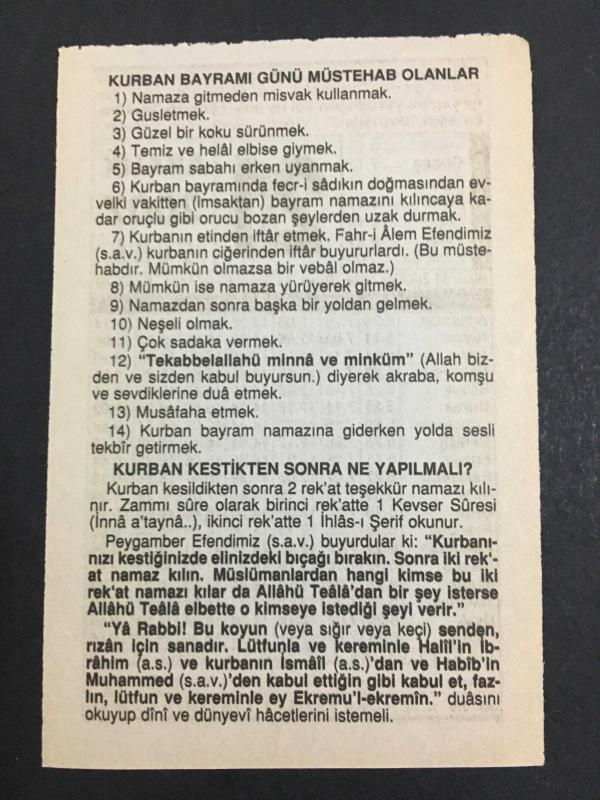 KURBAN BAYRAMI GÜNÜ MÜSTEHAB OLANLAR
1) Namaza gitmeden misvak kullanmak.
2) Gusletmek.
3) Güzel bir koku sürünmek.
4) Temiz ve helâl elbise giymek.
5) Bayram sabahı erken uyanmak.
6) Kurban bayramında fecr-i sâdıkın doğmasından ev-
velki vakitten (imsaktan) bayram namazını kılıncaya ka-
dar oruçlu gibi orucu bozan şeylerden uzak durmak.
7) Kurbanın etinden iftâr etmek. Fahr-i Âlem Efendimiz
(s.a.v.) kurbanın ciğerinden iftâr buyururlardı. (Bu müste-
habdır. Mümkün olmazsa bir vebâl olmaz.)
8) Mümkün ise namaza yürüyerek gitmek.
9) Namazdan sonra başka bir yoldan gelmek.
10) Neşeli olmak.
11) Çok sadaka vermek.
12) “Tekabbelallahü minnâ ve minküm” (Allah biz-
den ve sizden kabul buyursun.) diyerek akraba, komşu
ve sevdiklerine duâ etmek.
13) Musâfaha etmek.
14) Kurban bayram namazına giderken yolda sesli
tekbîr getirmek.
KURBAN KESTİKTEN SONRA NE YAPILMALI?
Kurban kesildikten sonra 2 rek'at teşekkür namazı kılı-
nır. Zammı sûre olarak birinci rek'atte 1 Kevser Sûresi
(İnnâ a'taynâ..), ikinci rek'atte 1 İhlâs-ı Şerif okunur.
Peygamber Efendimiz (s.a.v.) buyurdular ki: “Kurbanı-
nızı kestiğinizde elinizdeki bıçağı bırakın. Sonra iki rek'-
at namaz kılın. Müslümanlardan hangi kimse bu iki
rek'at namazı kılar da Allâhü Teâlâ'dan bir şey isterse
Allâhü Teâlâ elbette o kimseye istediği şeyi verir.”
“Yâ Rabbi! Bu koyun (veya sığır veya keçi) senden,
rızân için sanadır. Lütfunla ve kereminle Halîl'in İb-
râhim (a.s.) ve kurbanın İsmâîl (a.s.)'dan ve Habîb'in
Muhammed (s.a.v.)'den kabul ettiğin gibi kabul et, faz-
lın, lütfun ve kereminle ey Ekremu'l-ekremîn.” duâsını
okuyup dînî ve dünyevî hâcetlerini istemeli.